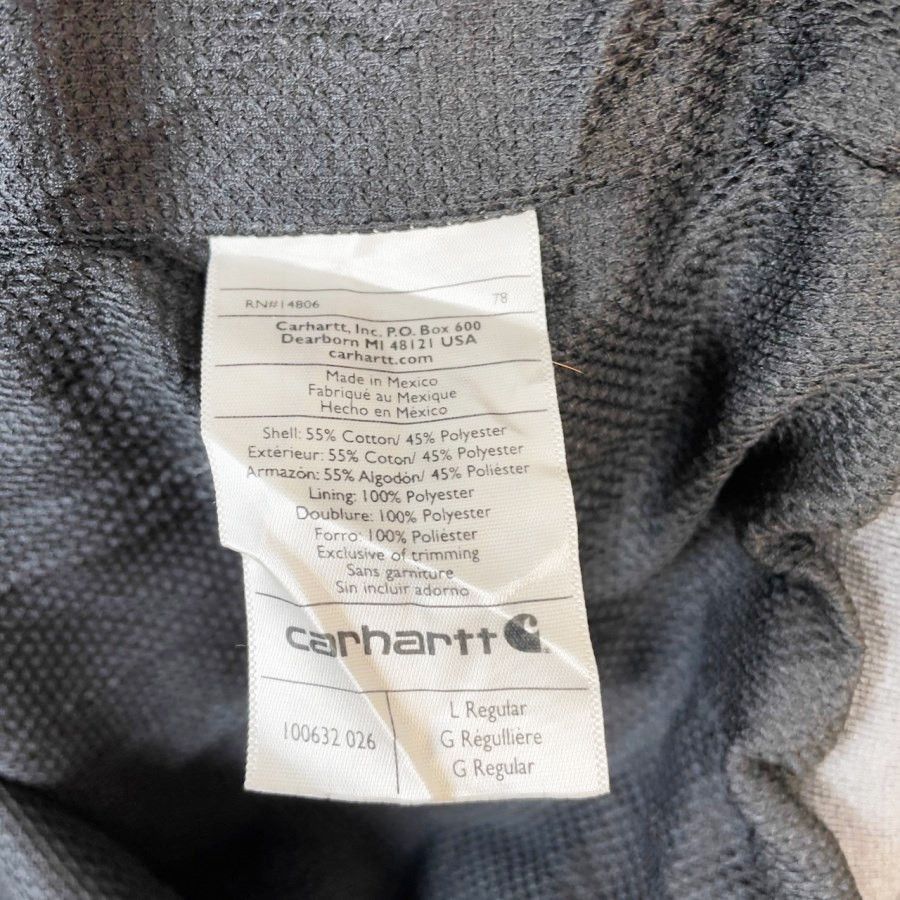 RN#14806 78
Carhartt, Inc. P.O. Box 600
Dearborn MI 48121 USA
carhartt.com
Made in Mexico
Fabriqué au Mexique
Hecho en México
Shell: 55% Cotton/ 45% Polyester
Extérieur: 55% Coton/ 45% Polyester
Armazón: 55% Algodón/ 45% Poliéster
Lining: 100% Polyester
Doublure: 100% Polyester
Forro: 100% Poliéster
Exclusive of trimming
Sans garniture
Sin incluir adorno
carhartt
100632 026
L Regular
G Régullière
G Regular